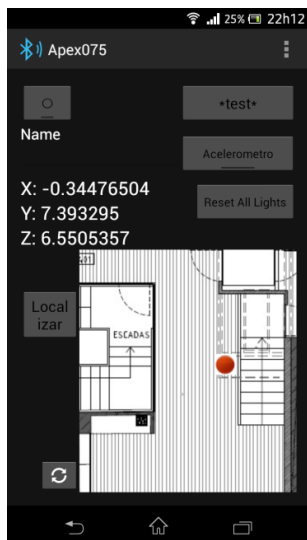 25% 22h12
Apex075
O
*test*
Name
Acelerometro
X: -0.34476504
Y: 7.393295
Z: 6.5505357
Reset All Lights
Local
izar
ESCADAS